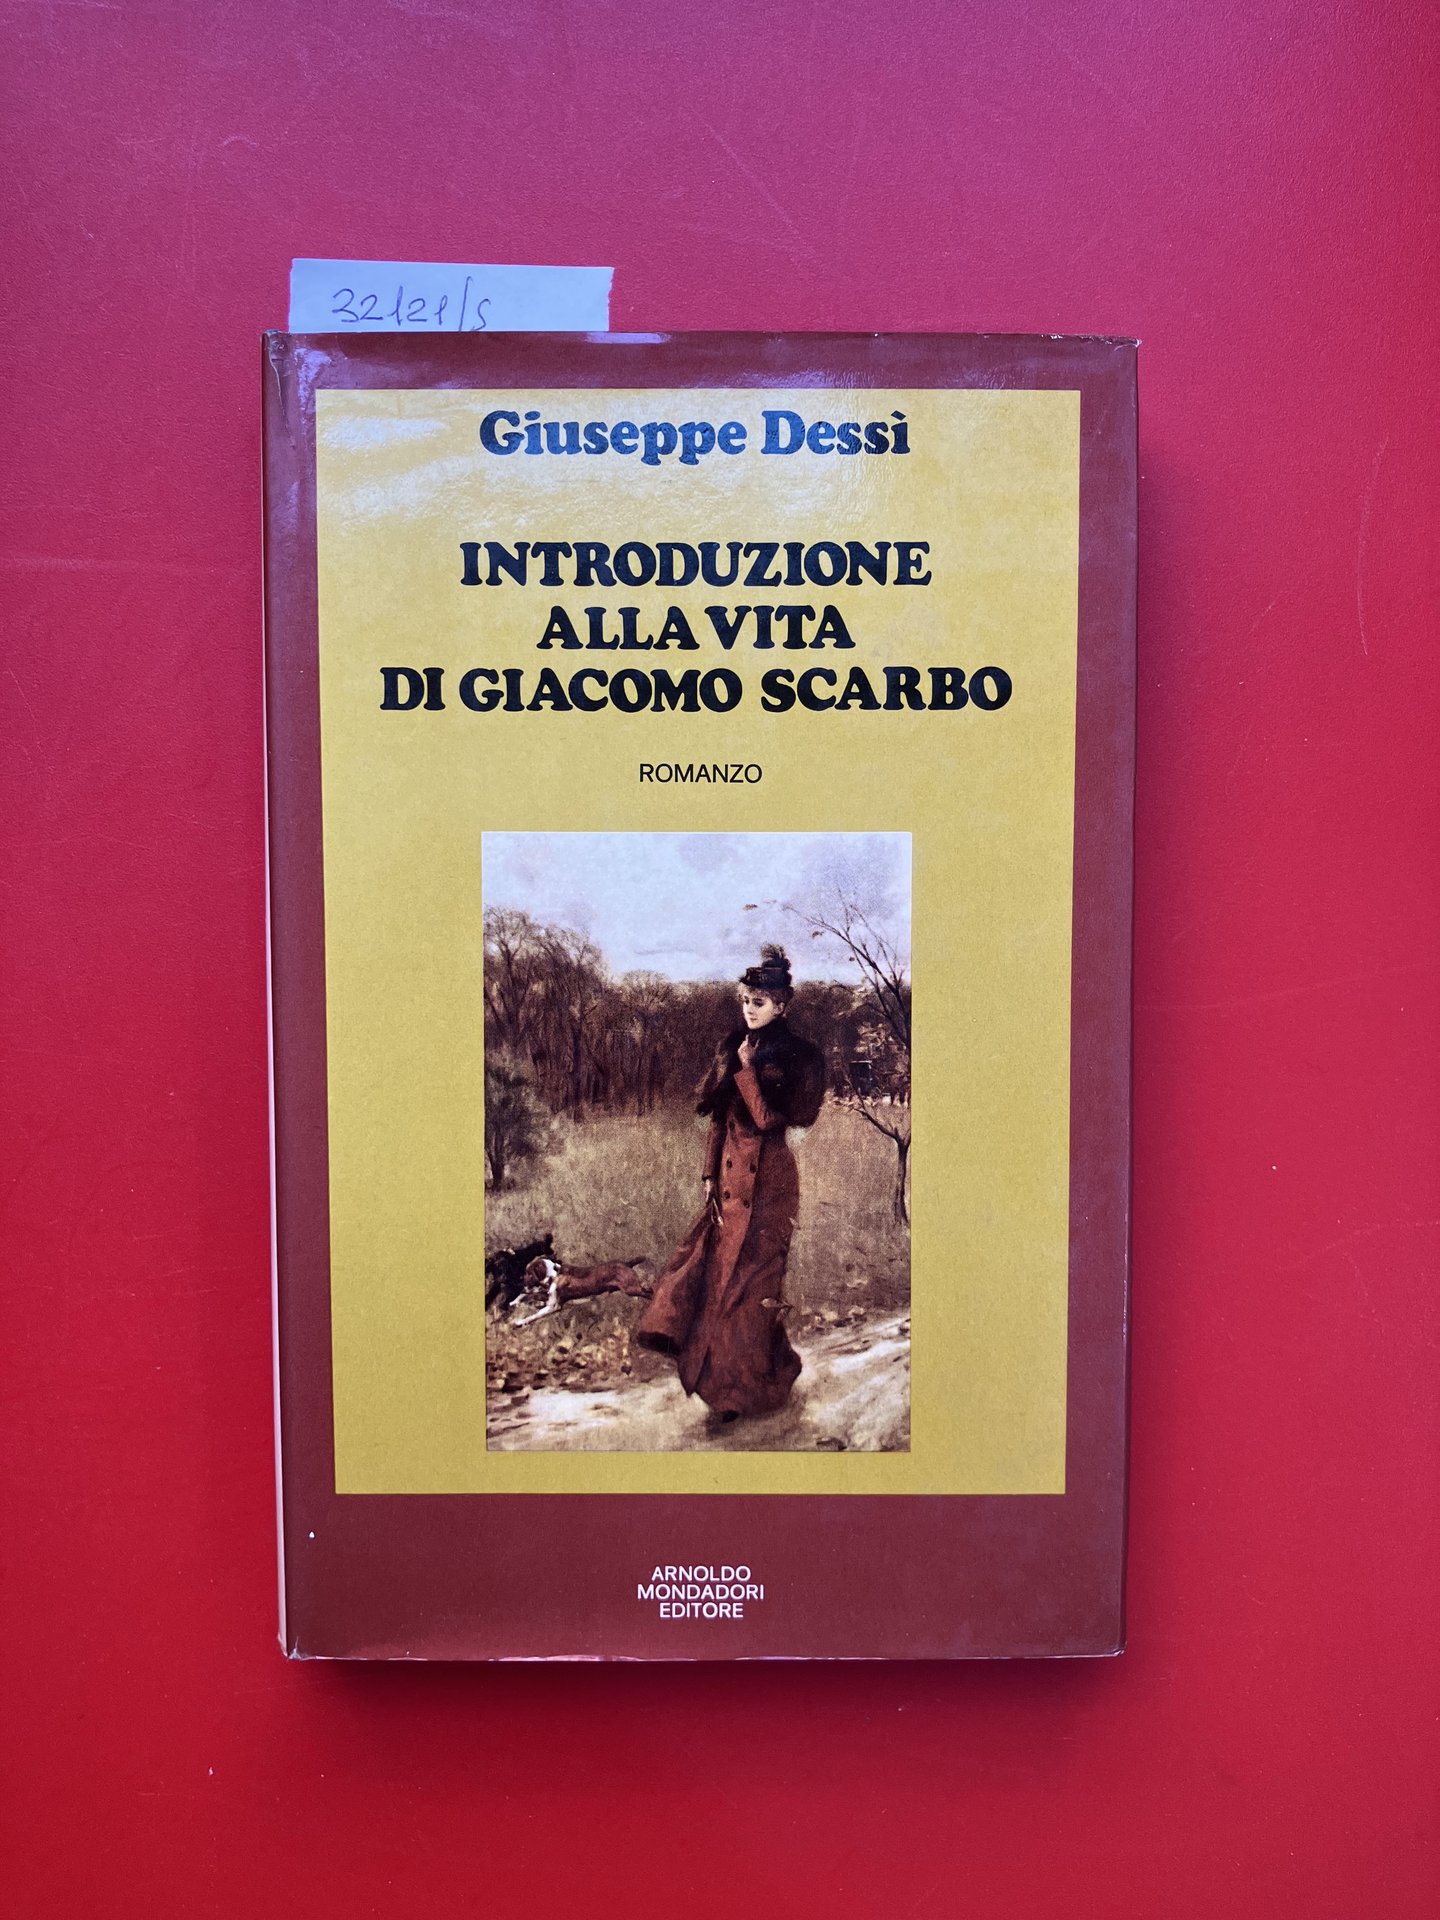 32121/s
Giuseppe Dessì
INTRODUZIONE
ALLA VITA
DI GIACOMO SCARBO
ROMANZO
ARNOLDO
MONDADORI
EDITORE